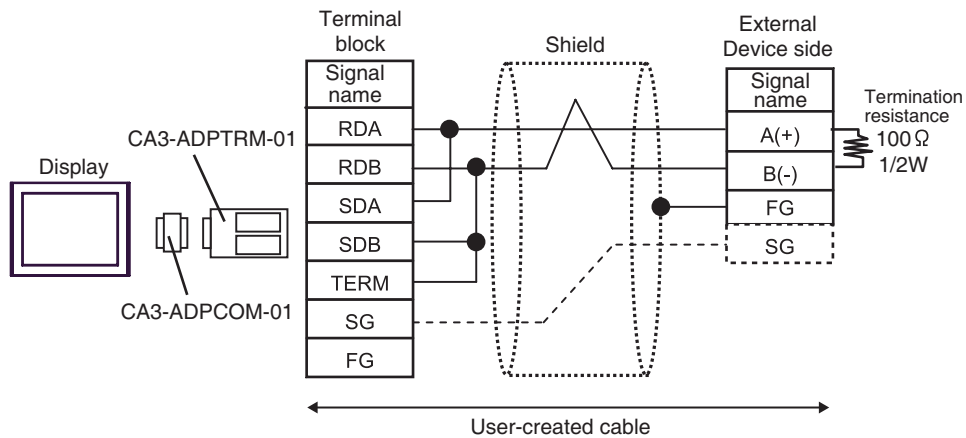 Terminal
block
Shield
External
Device side
Signal
name
Signal
name
Termination
resistance
100Ω
1/2W
CA3-ADPTRM-01
Display
CA3-ADPCOM-01
RDA
RDB
SDA
SDB
TERM
SG
FG
A(+)
B(-)
FG
SG
User-created cable